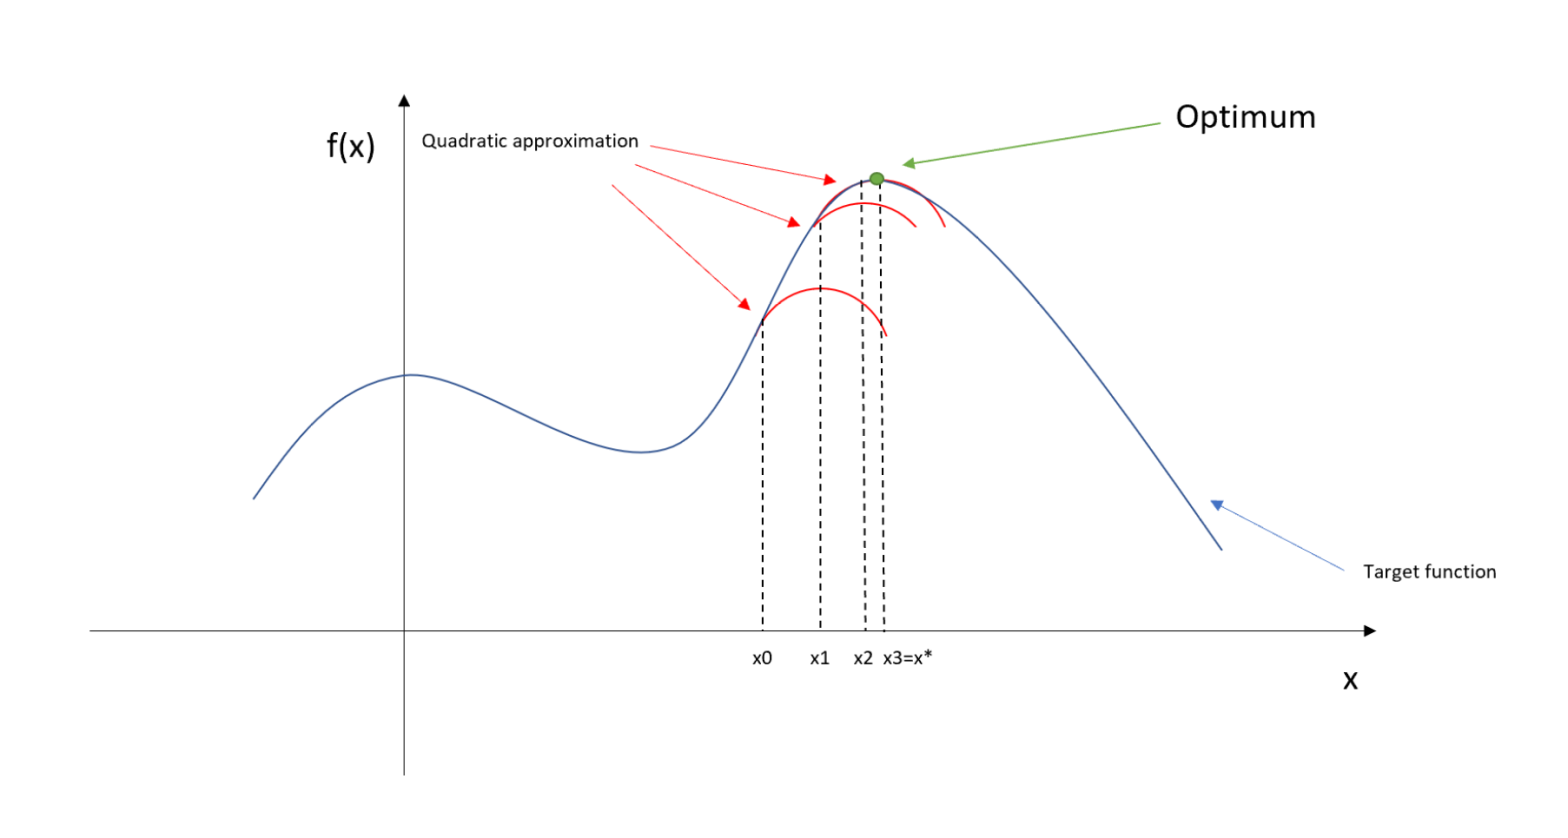 Optimum
f(x)
Quadratic approximation
Target function
x0
x1
x2
x3=x*
x